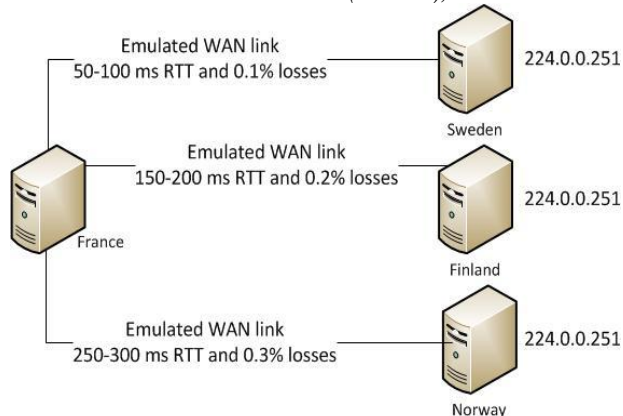 Emulated WAN link
50-100 ms RTT and 0.1% losses
224.0.0.251
Sweden
Emulated WAN link
150-200 ms RTT and 0.2% losses
224.0.0.251
France
Finland
Emulated WAN link
250-300 ms RTT and 0.3% losses
224.0.0.251
Norway